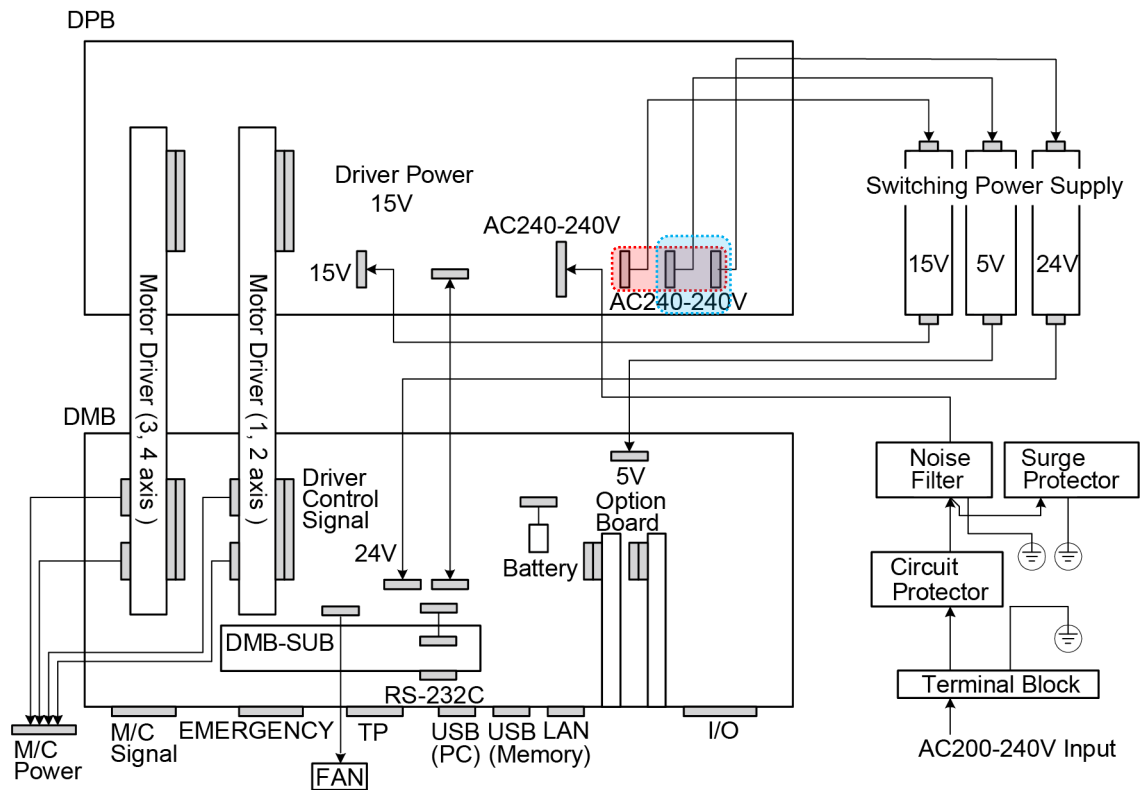 DPB
Driver Power
15V
AC240-240V
15V
AC240-240V
Switching Power Supply
15V
5V
24V
Motor Driver (3, 4 axis )
Motor Driver (1, 2 axis )
DMB
Driver
Control
Signal
5V
Option
Board
24V
Battery
DMB-SUB
RS-232C
Noise
Filter
Surge
Protector
Circuit
Protector
Terminal Block
AC200-240V Input
M/C
Power
M/C
Signal
EMERGENCY
TP
USB
(PC)
USB
(Memory)
LAN
I/O
FAN